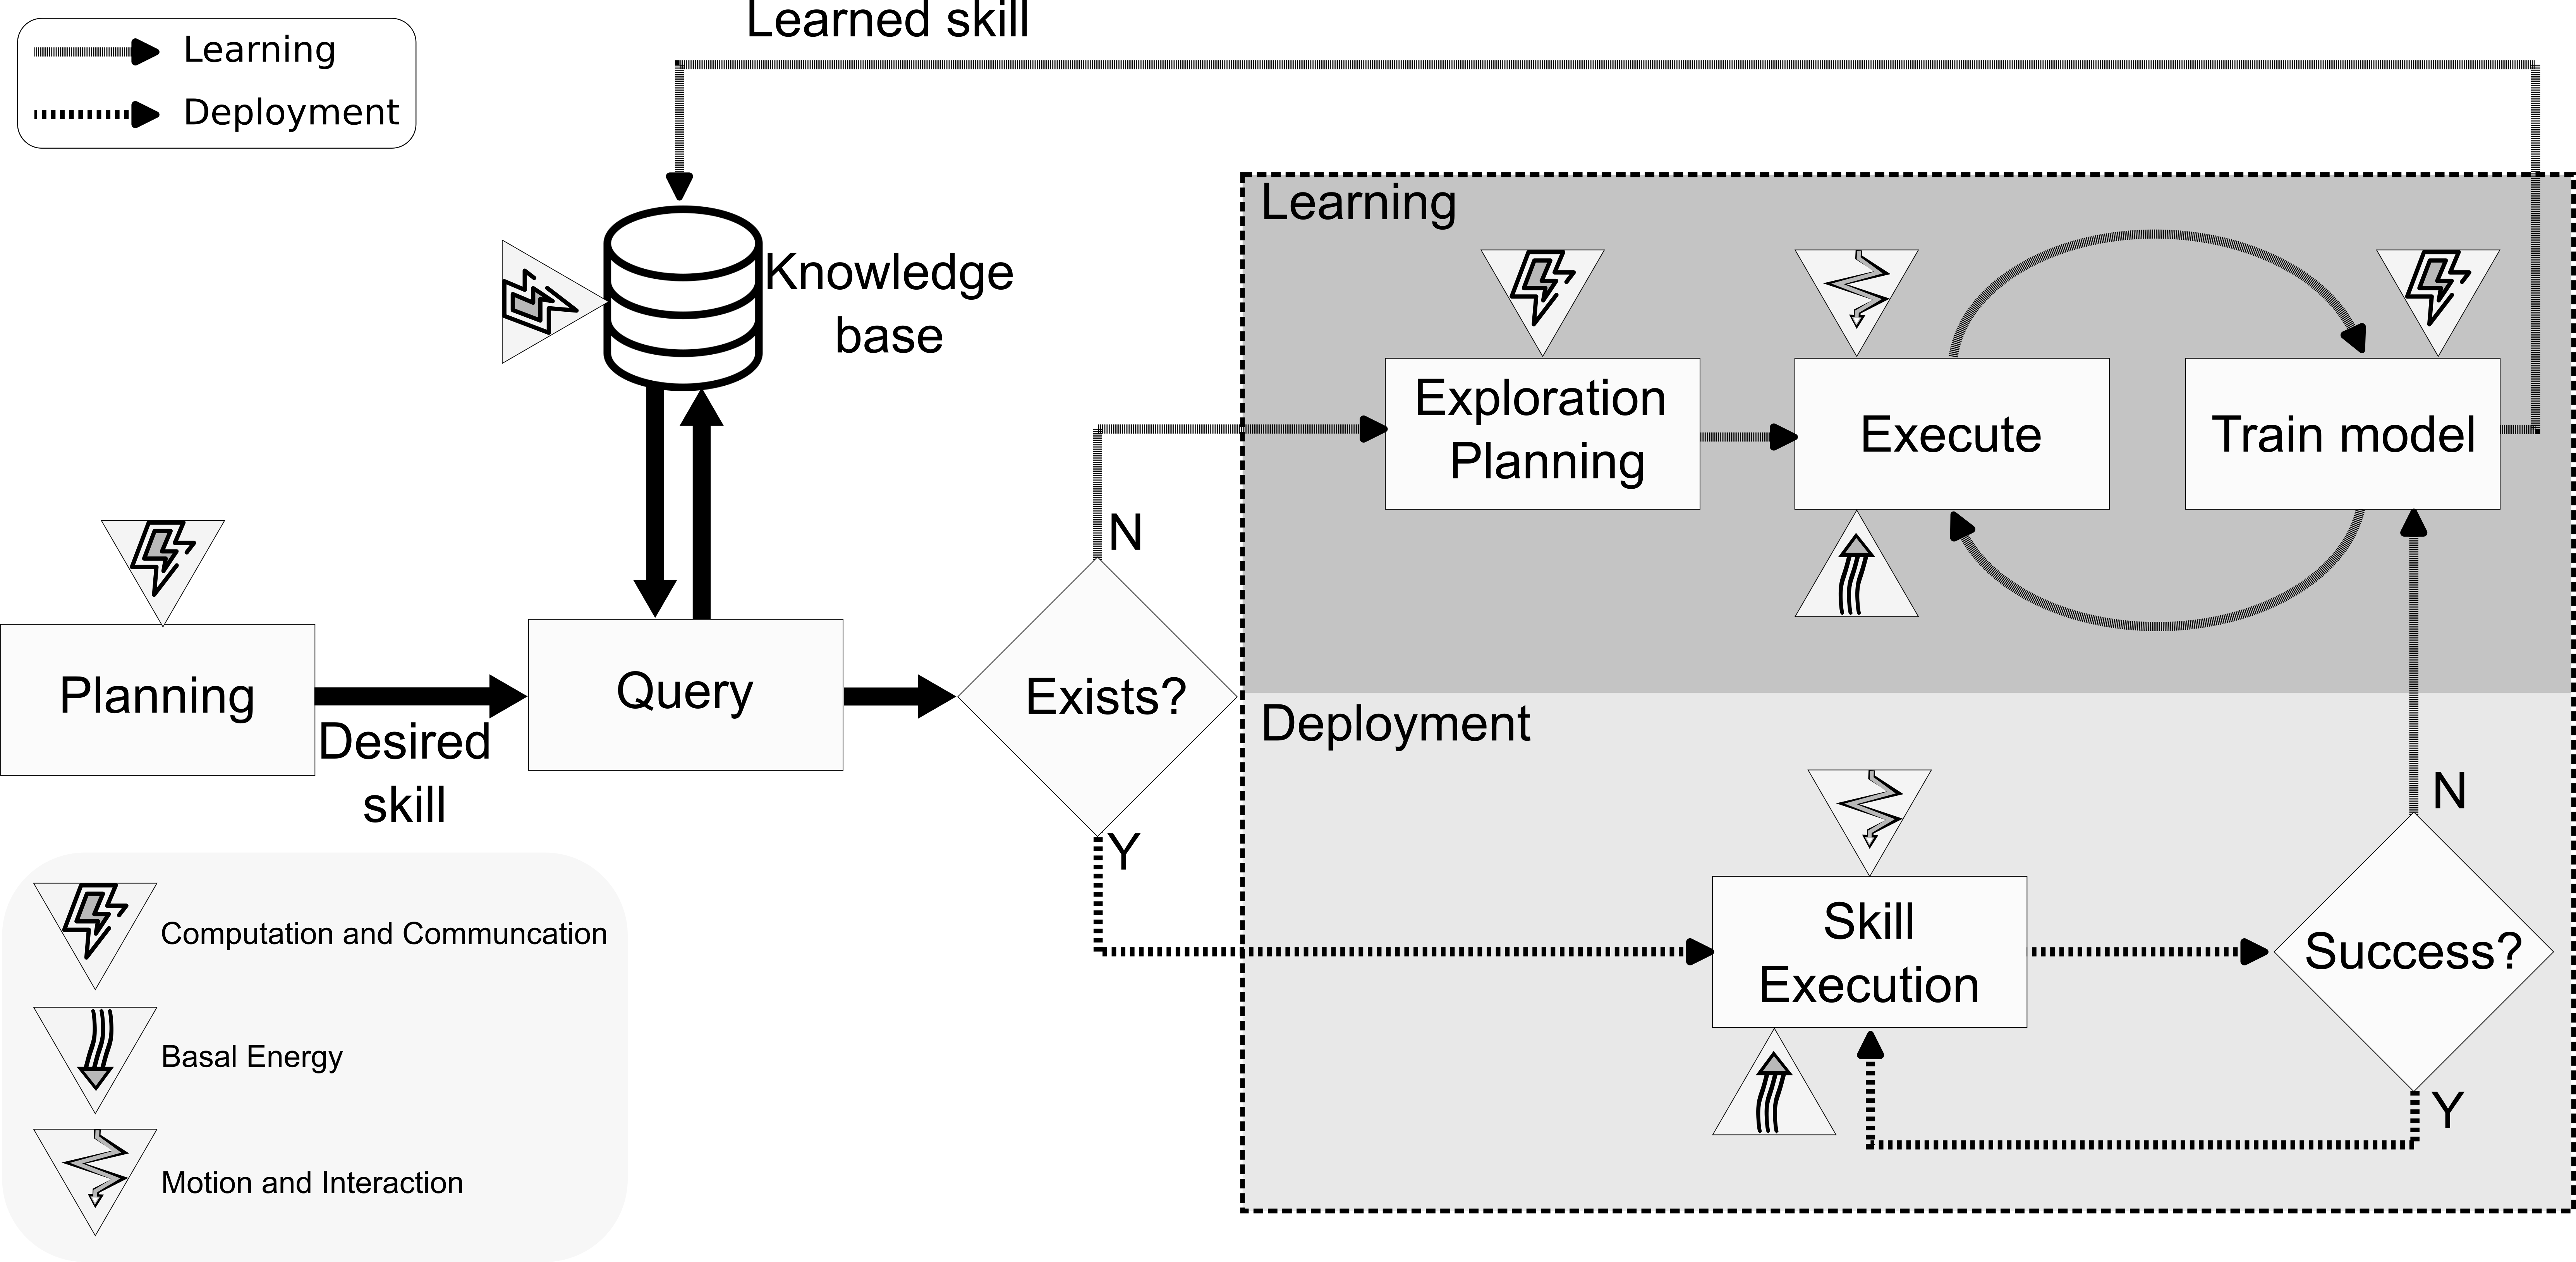 Learned skill
Learning
Deployment
Learning
Knowledge
base
Exploration
Planning
Execute
Train model
N
Planning
Desired
skill
Query
Exists?
Deployment
Y
N
Skill
Execution
Success?
Y
Computation and Communcation
Basal Energy
Motion and Interaction